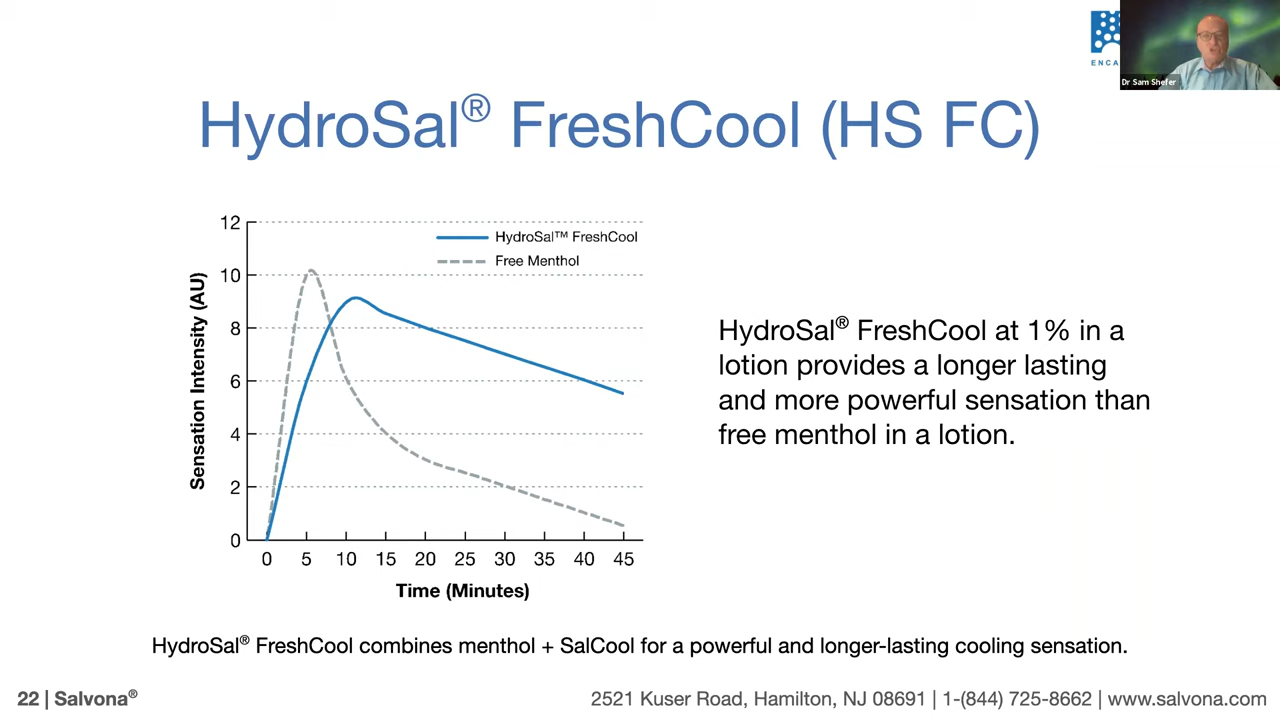 ENCA
Dr Sam Shefer
HydroSal® FreshCool (HS FC)
12
10
8
6
4
2
0
Sensation Intensity (AU)
HydroSal™ FreshCool
Free Menthol
0 5 10 15 20 25 30 35 40 45
Time (Minutes)
HydroSal® FreshCool at 1% in a
lotion provides a longer lasting
and more powerful sensation than
free menthol in a lotion.
HydroSal® FreshCool combines menthol + SalCool for a powerful and longer-lasting cooling sensation.
22 | Salvona®
2521 Kuser Road, Hamilton, NJ 08691 | 1-(844) 725-8662 | www.salvona.com